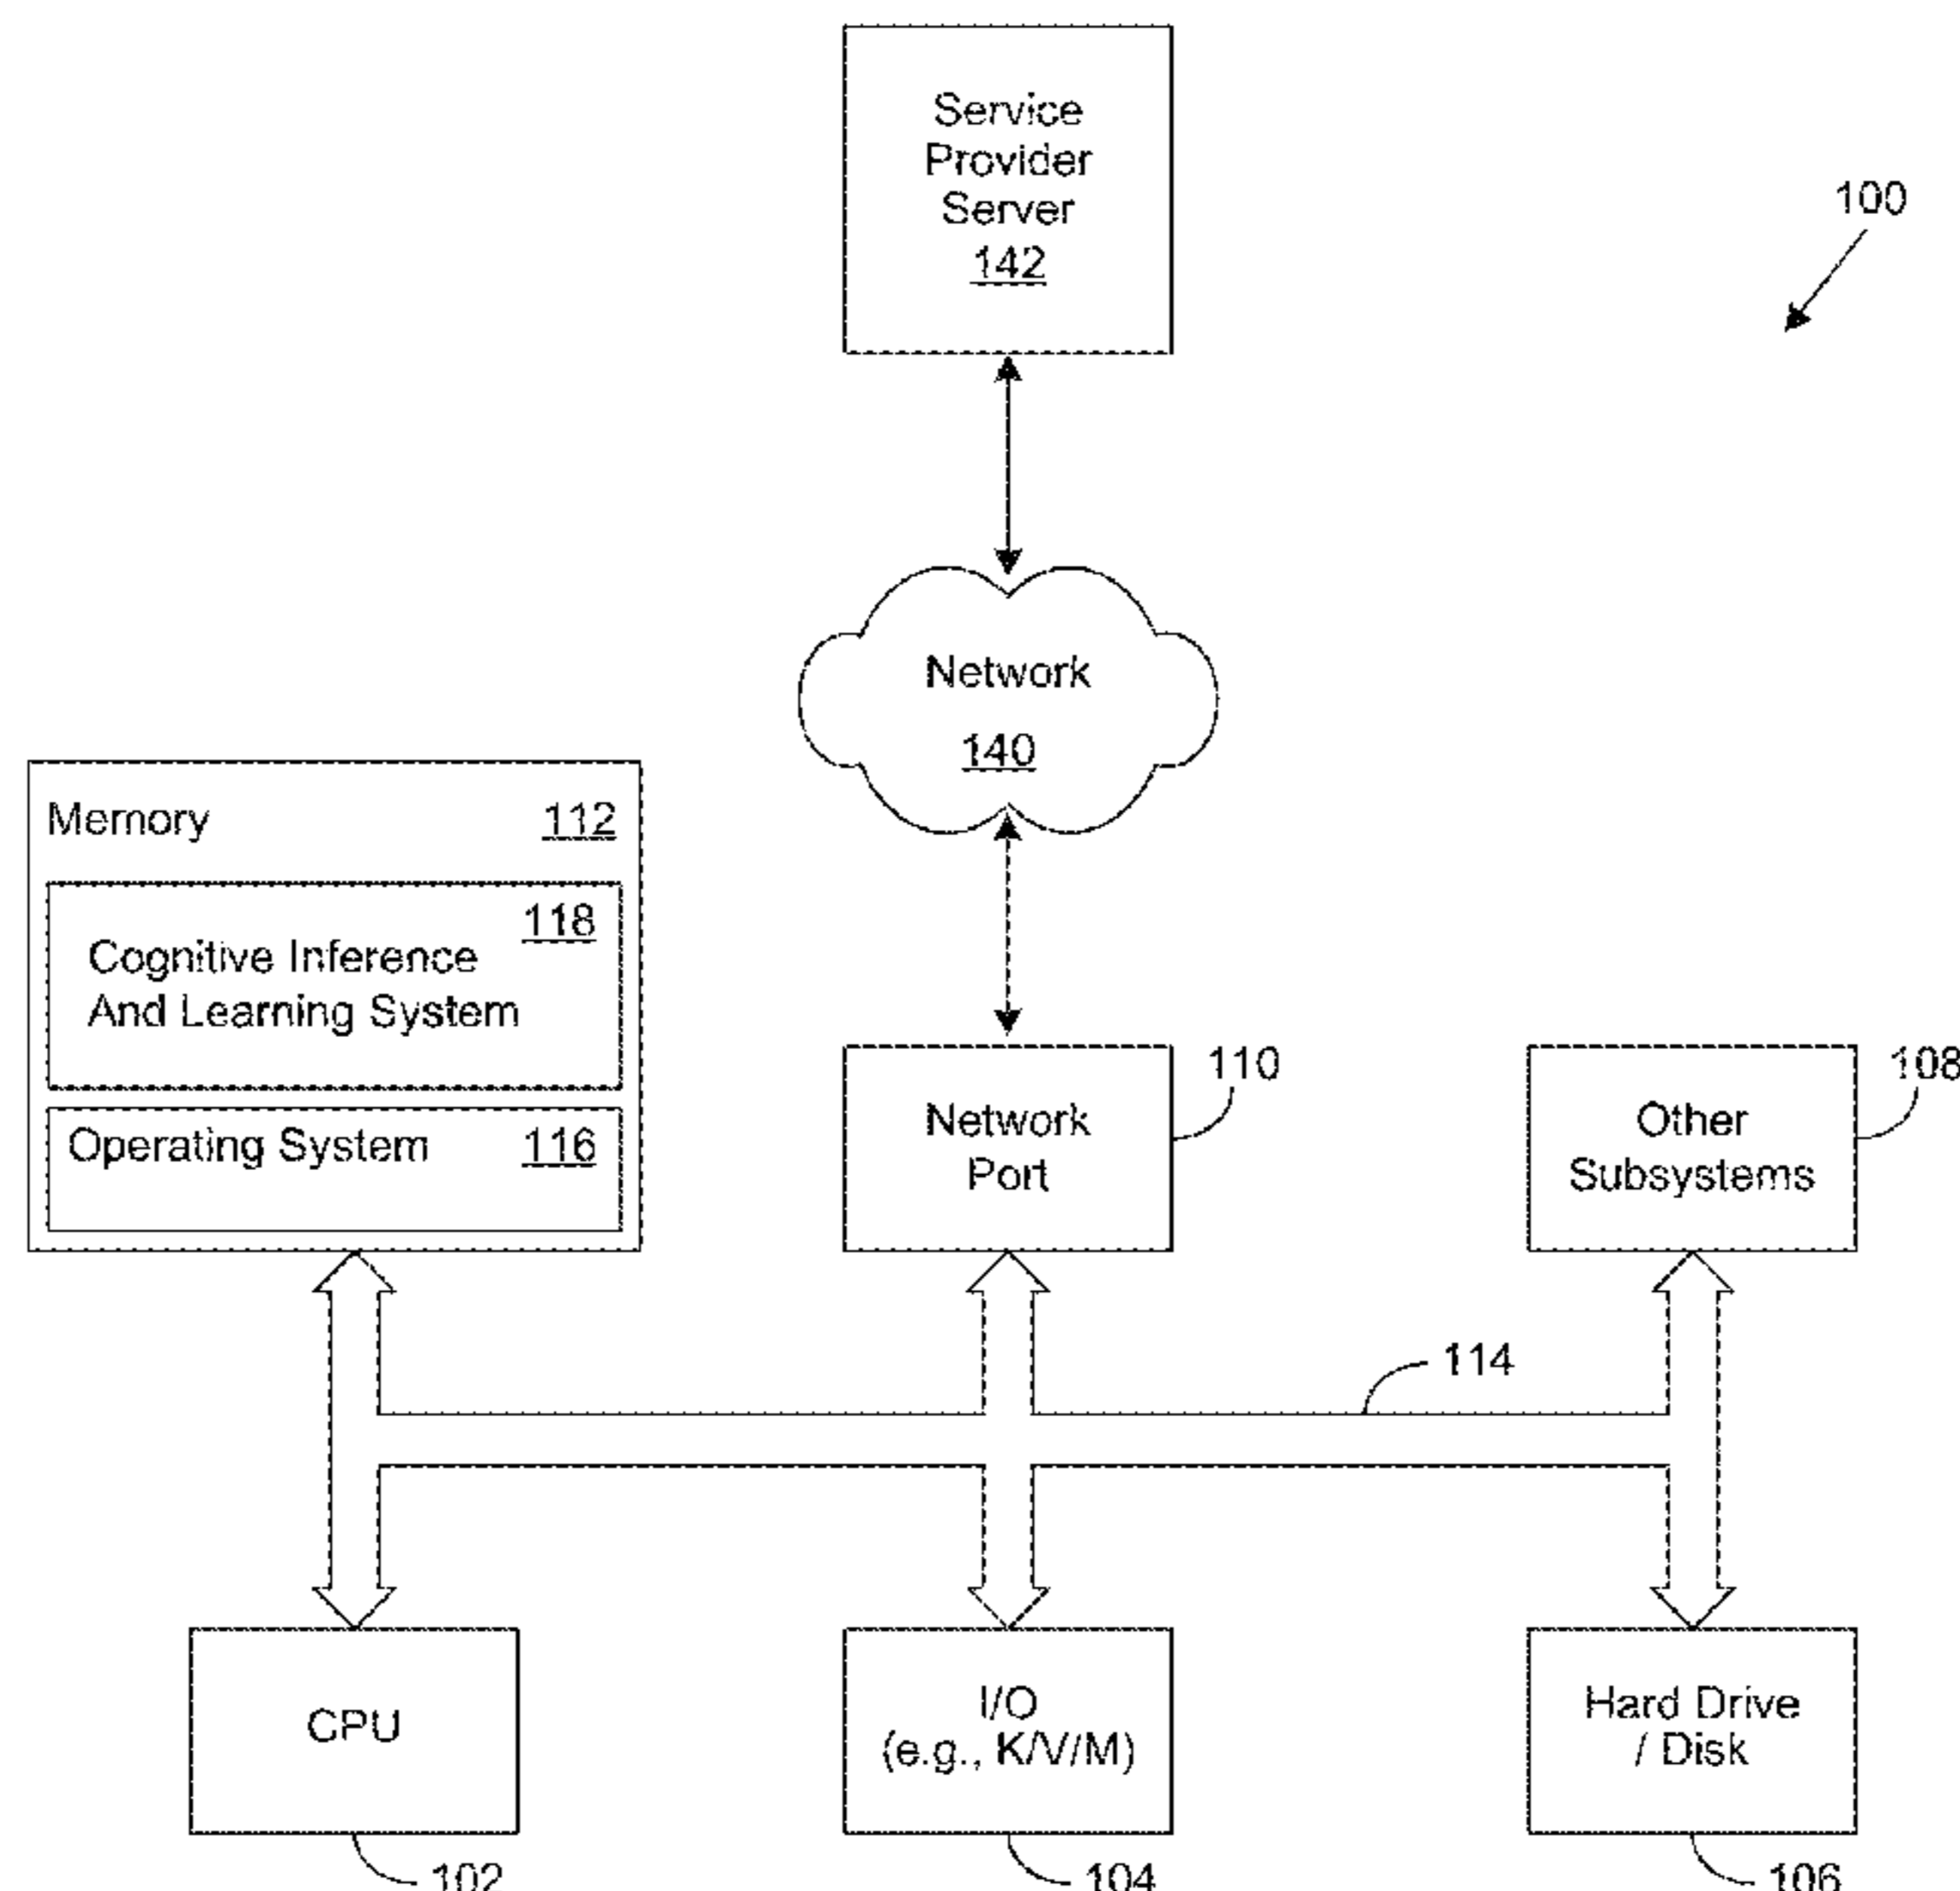 Service
Provider
Server
142
100
Network
140
Memory 112
118
Cognitive Inference
And Learning System
Operating System 116
Network
Port
110
Other
Subsystems
108
114
CPU
102
I/O
(e.g., K/V/M)
104
Hard Drive
/ Disk
106